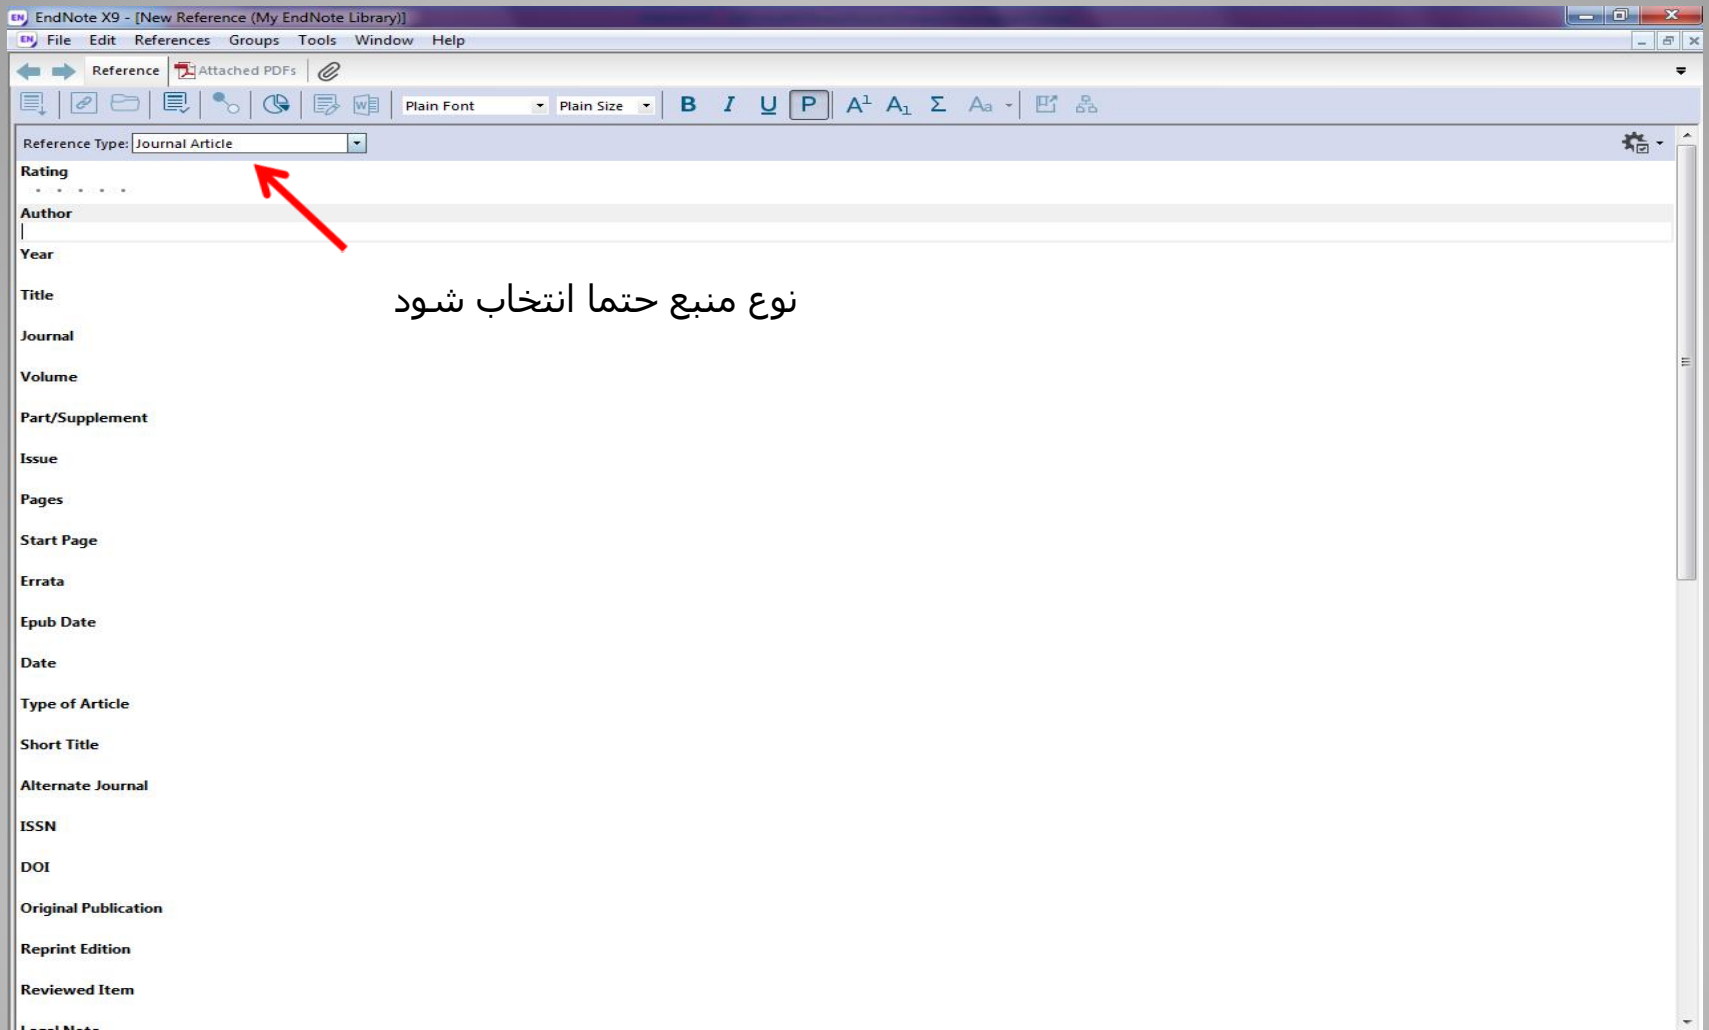 EndNote X9 - [New Reference (My EndNote Library)]
File Edit References Groups Tools Window Help
Reference Attached PDFs
Plain Font Plain Size B I U P A1 A1 Σ Aa
Reference Type: Journal Article
Rating
Author
Year
Title
نوع منبع حتما انتخاب شود
Journal
Volume
Part/Supplement
Issue
Pages
Start Page
Errata
Epub Date
Date
Type of Article
Short Title
Alternate Journal
ISSN
DOI
Original Publication
Reprint Edition
Reviewed Item
Legal Note